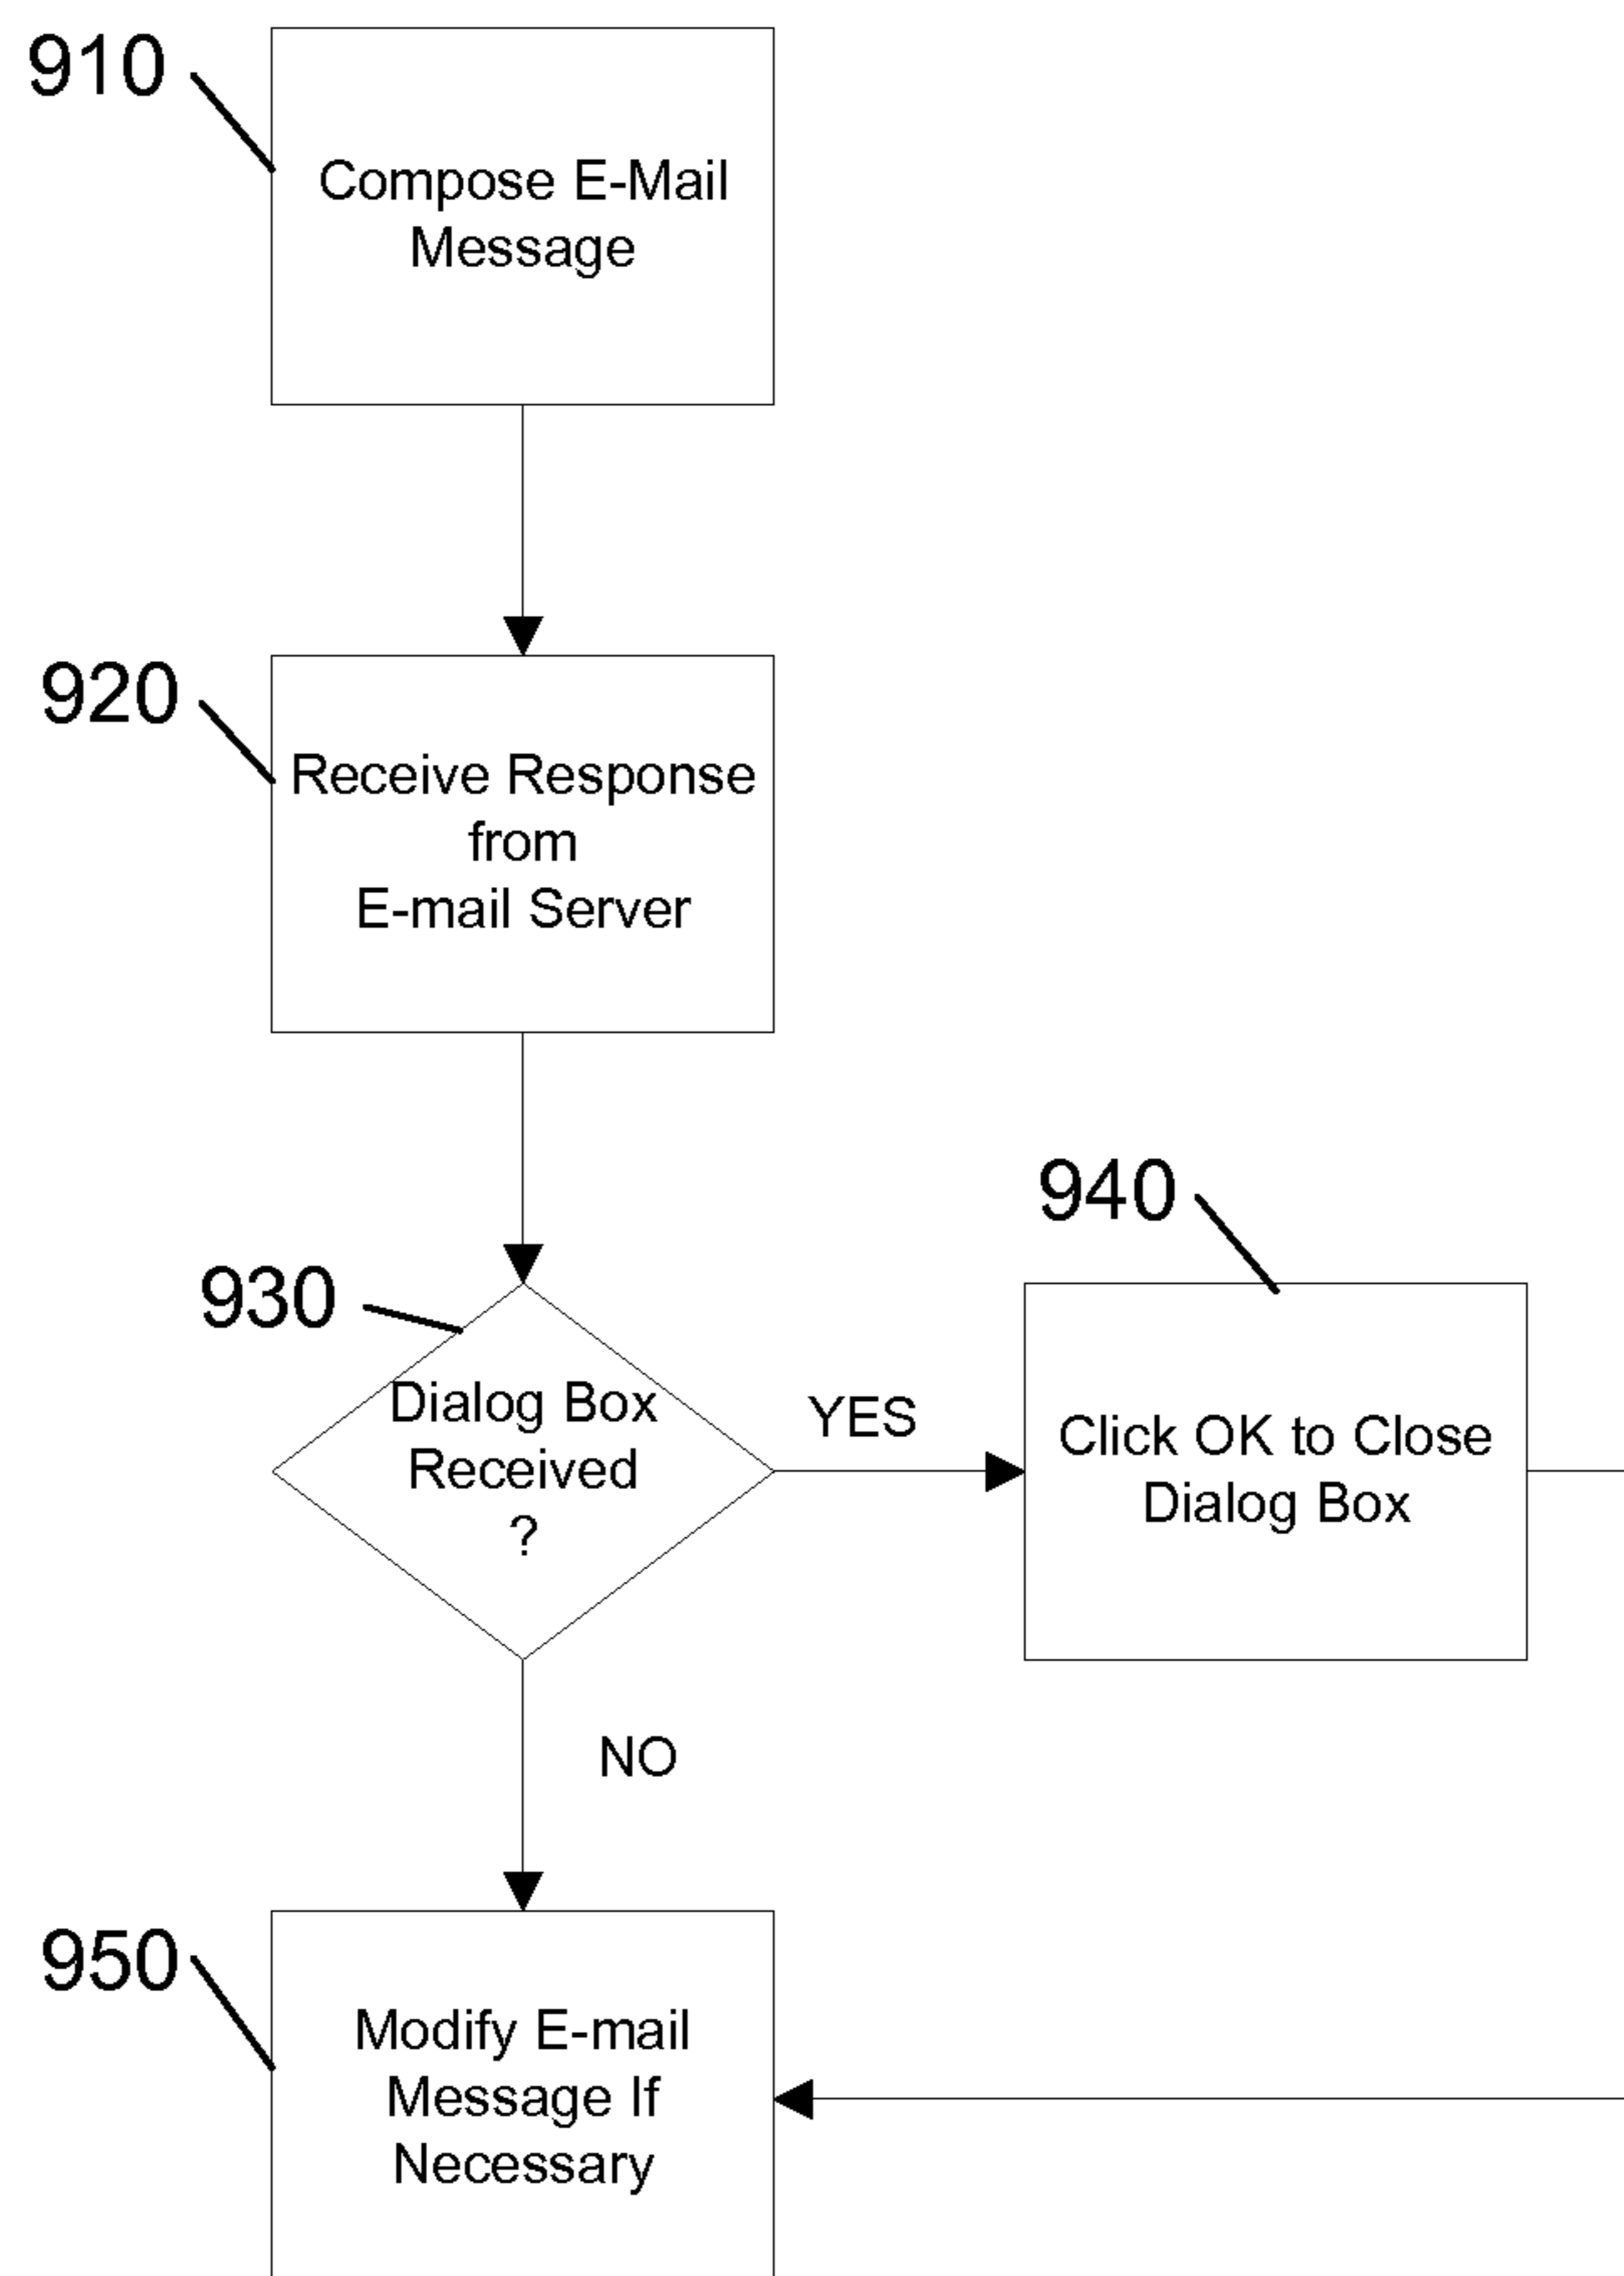 910
Compose E-Mail
Message
920
Receive Response
from
E-mail Server
940
930
Dialog Box
Received
?
YES
Click OK to Close
Dialog Box
NO
950
Modify E-mail
Message If
Necessary